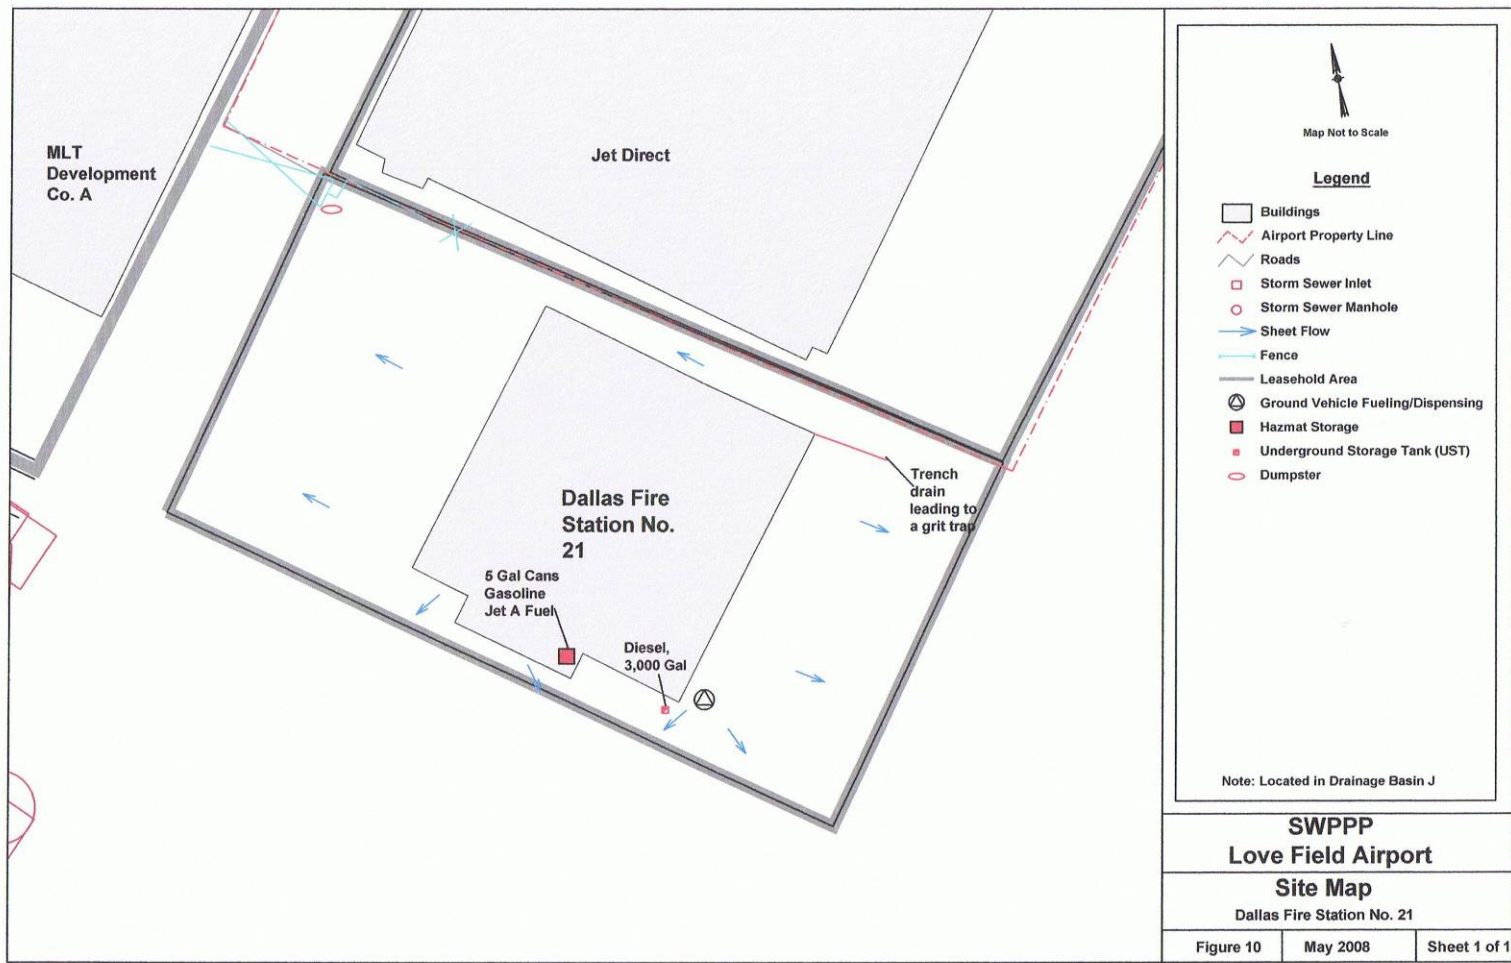 MLT
Development
Co. A
Jet Direct
Dallas Fire
Station No.
21
5 Gal Cans
Gasoline
Jet A Fuel
Diesel,
3,000 Gal
Trench
drain
leading to
a grit trap
Map Not to Scale
Legend
Buildings
Airport Property Line
Roads
Storm Sewer Inlet
Storm Sewer Manhole
Sheet Flow
Fence
Leasehold Area
Ground Vehicle Fueling/Dispensing
Hazmat Storage
Underground Storage Tank (UST)
Dumpster
Note: Located in Drainage Basin J
SWPPP
Love Field Airport
Site Map
Dallas Fire Station No. 21
Figure 10
May 2008
Sheet 1 of 1